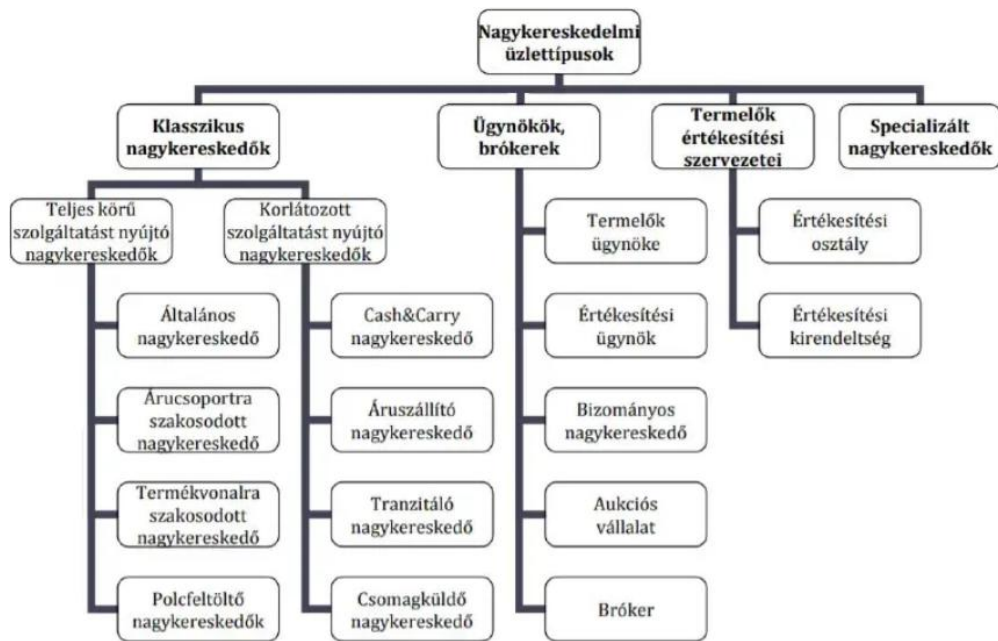 Nagykereskedelmi
üzlettípusok
Klasszikus
nagykereskedők
Ügynökök,
brókerek
Termelők
értékesítési
szervezetei
Specializált
nagykereskedők
Teljes körű
szolgáltatást nyújtó
nagykereskedők
Korlátozott
szolgáltatást nyújtó
nagykereskedők
Termelők
ügynöke
Értékesítési
osztály
Általános
nagykereskedő
Cash&Carry
nagykereskedő
Értékesítési
ügynök
Értékesítési
kirendeltség
Árucsoportra
szakosodott
nagykereskedő
Áruszállító
nagykereskedő
Bizományos
nagykereskedő
Termékvonalra
szakosodott
nagykereskedő
Tranzitáló
nagykereskedő
Aukciós
vállalat
Polcfeltöltő
nagykereskedők
Csomagküldő
nagykereskedő
Bróker